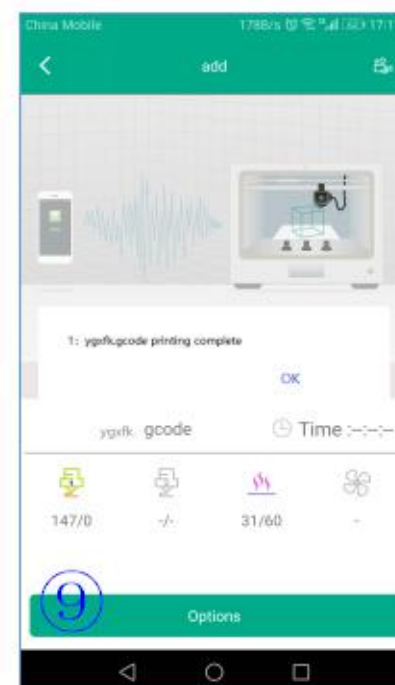 China Mobile 178B/s 17:1
add
1: ygxfk.gcode printing complete
OK
ygxfk. gcode Time :--:--:--
147/0 -/- 31/60 -
⑨
Options